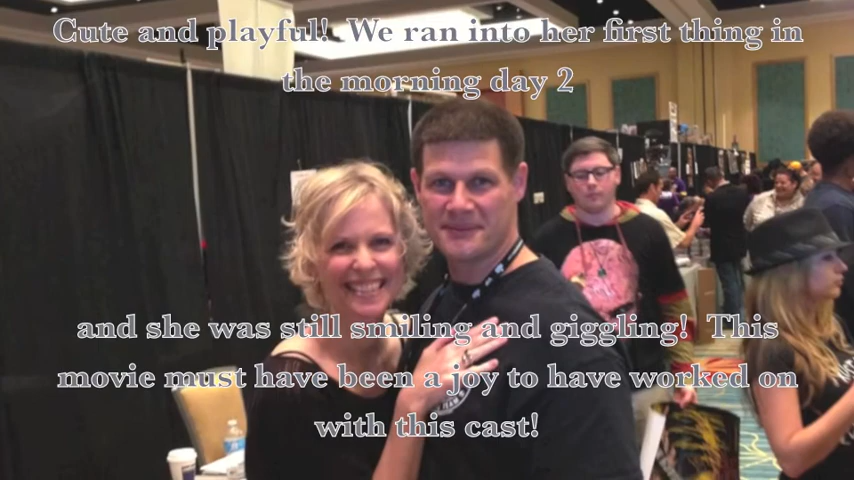 Cute and playful!  We ran into her first thing in
the morning day 2
and she was still smiling and giggling!  This
movie must have been a joy to have worked on
with this cast!